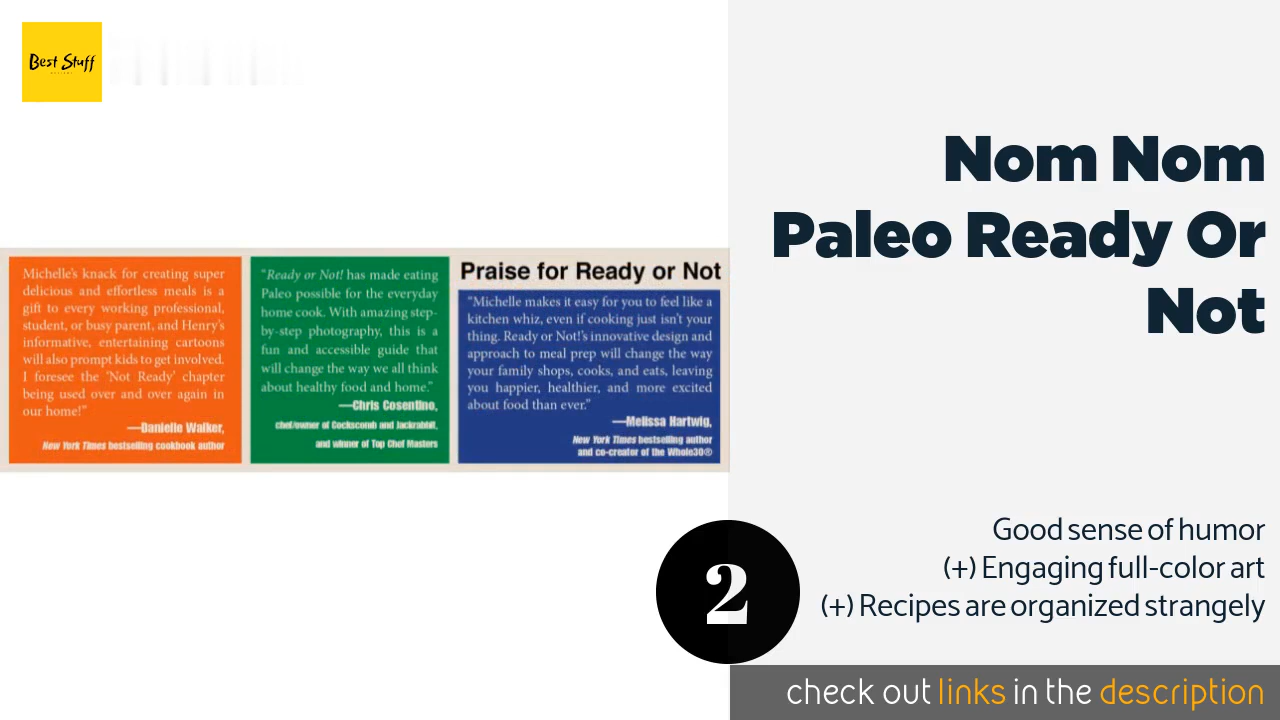 Best Stuff
Nom Nom
Paleo Ready Or
Not
Michelle's knack for creating super
delicious and effortless meals is a
gift to every working professional,
student, or busy parent, and Henry's
informative, entertaining cartoons
will also prompt kids to get involved.
I foresee the 'Not Ready' chapter
being used over and over again in
our home!"
—Danielle Walker,
New York Times bestselling cookbook author
"Ready or Not! has made eating
Paleo possible for the everyday
home cook. With amazing step-
by-step photography, this is a
fun and accessible guide that
will change the way we all think
about healthy food and home."
—Chris Cosentino,
chef/owner of Cockscomb and Jackrabbit,
and winner of Top Chef Masters
Praise for Ready or Not
"Michelle makes it easy for you to feel like a
kitchen whiz, even if cooking just isn't your
thing. Ready or Not!'s innovative design and
approach to meal prep will change the way
your family shops, cooks, and eats, leaving
you happier, healthier, and more excited
about food than ever."
—Melissa Hartwig,
New York Times bestselling author
and co-creator of the Whole30®
2
Good sense of humor
(+) Engaging full-color art
(+) Recipes are organized strangely
check out links in the description